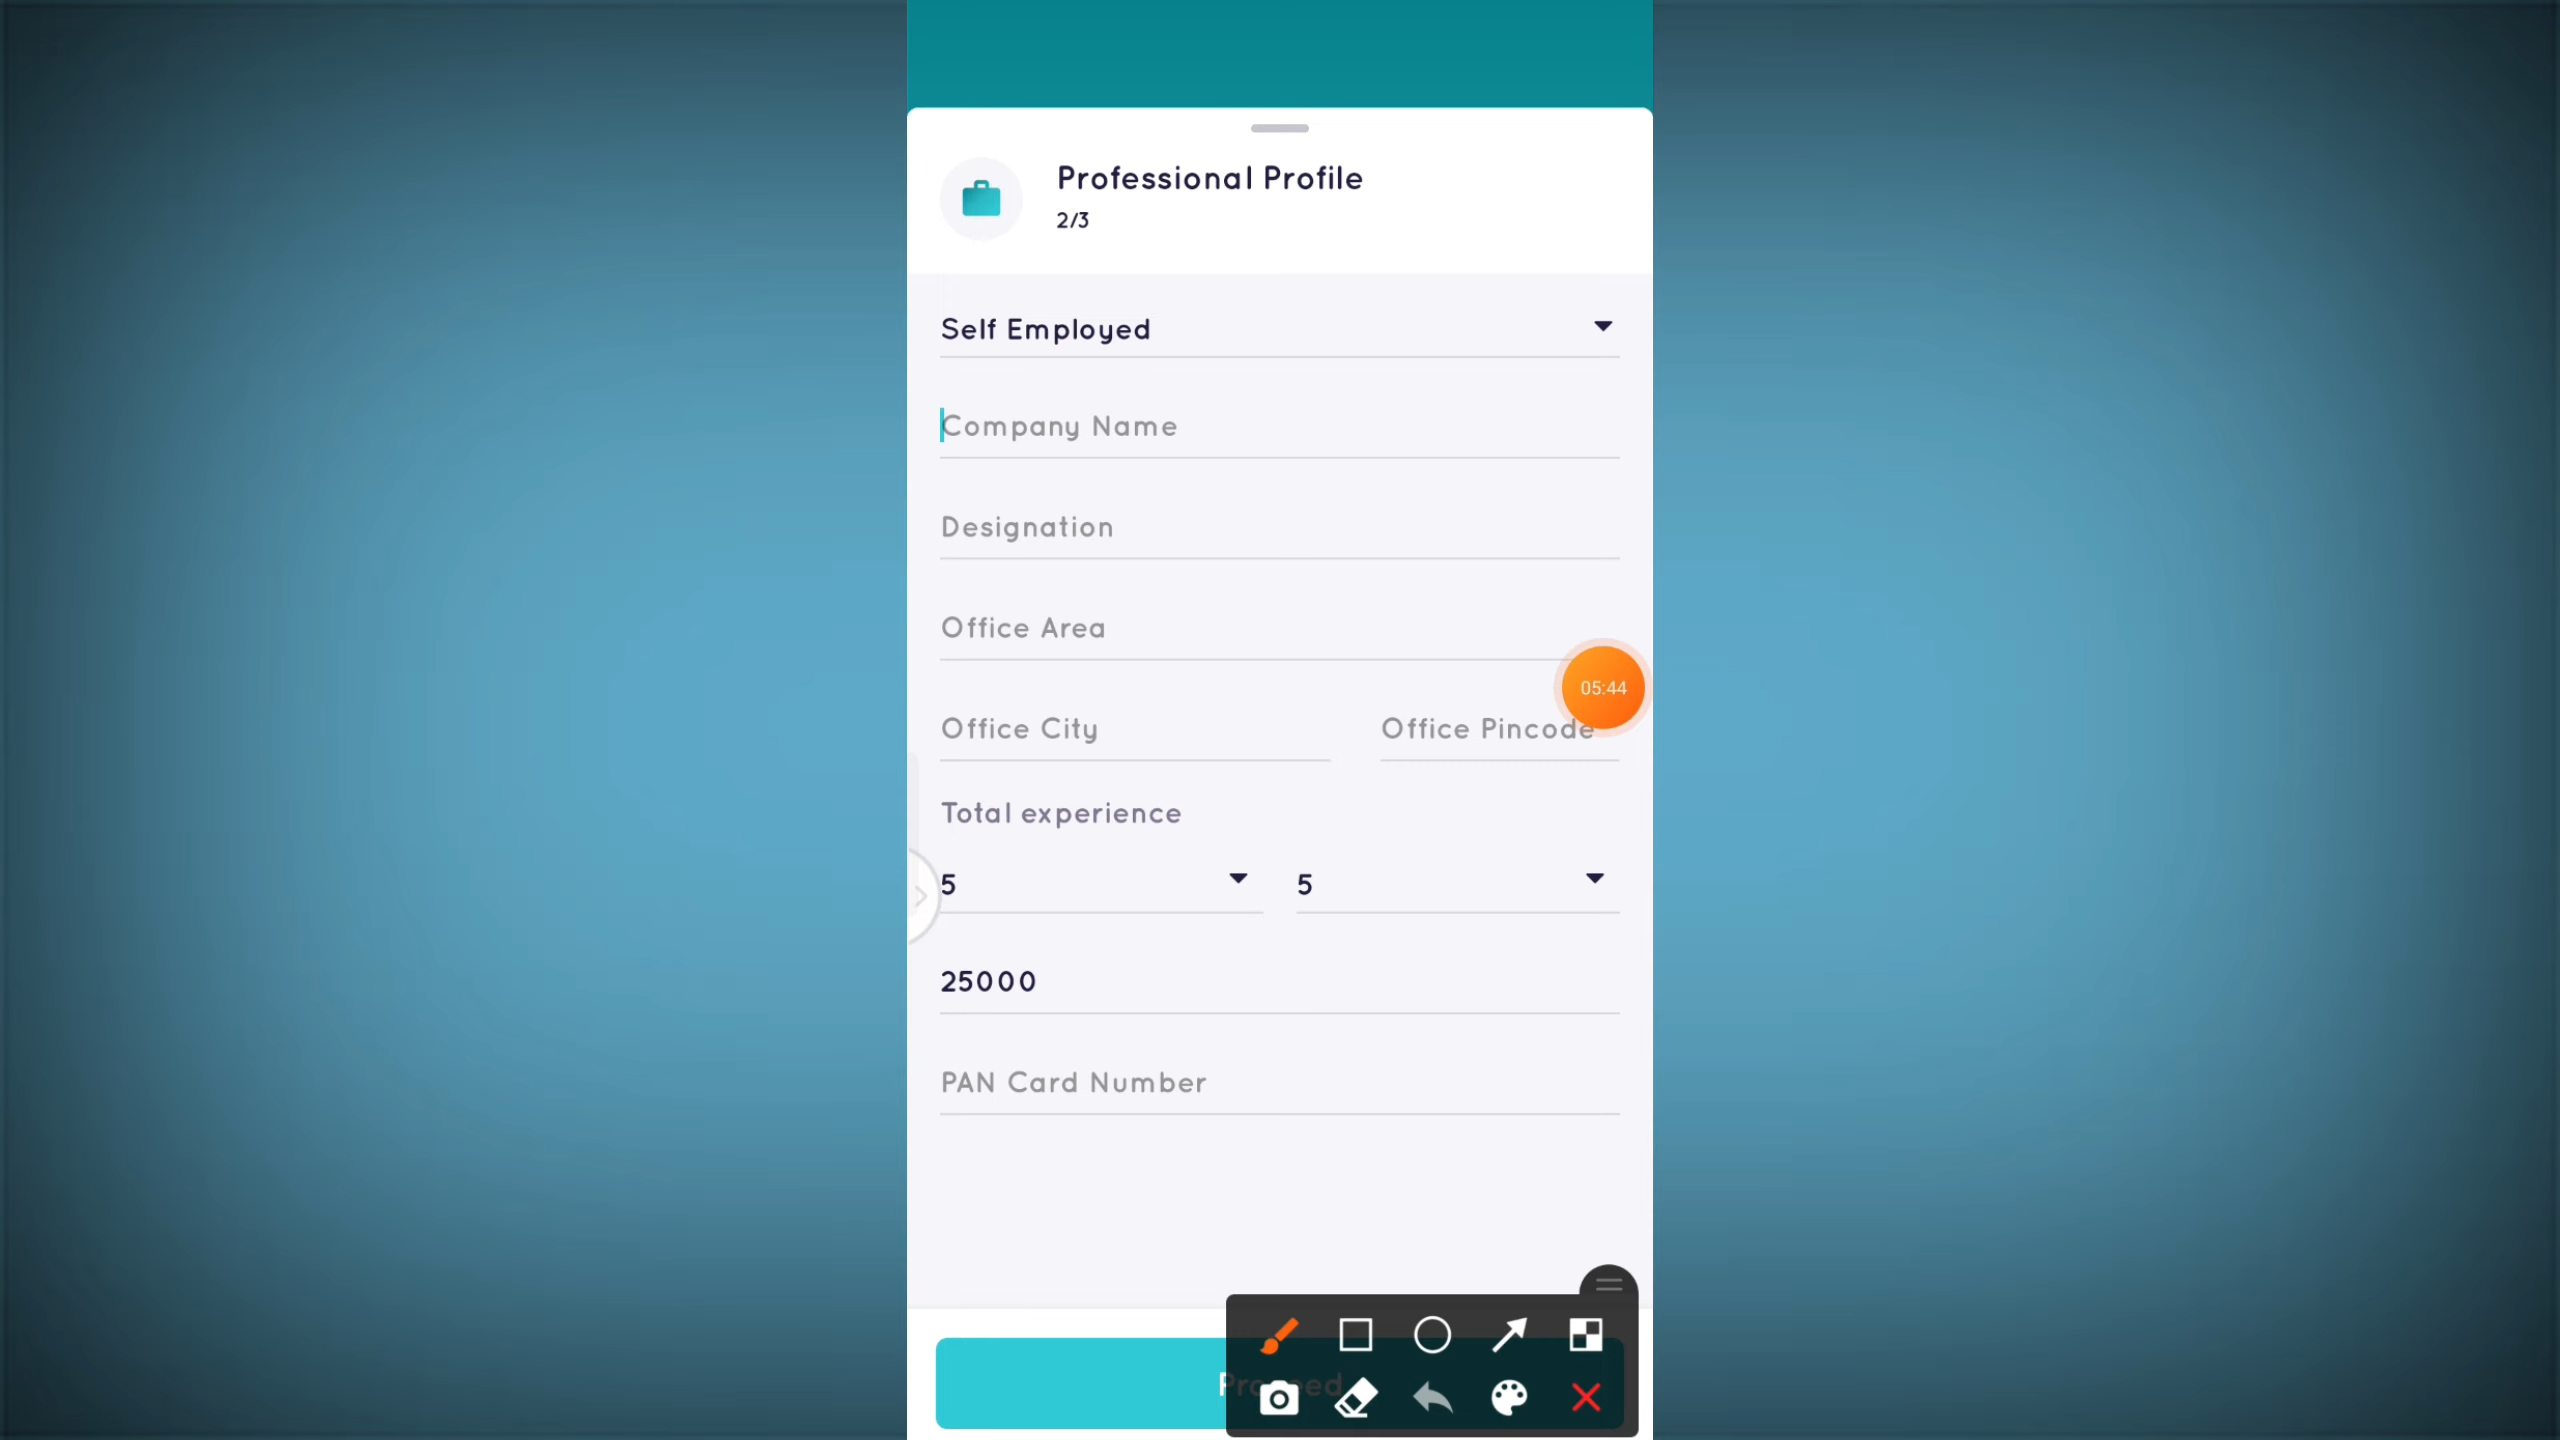 Professional Profile
2/3
Self Employed
Company Name
Designation
Office Area
05:44
Office City Office Pincode
Total experience
5 5
25000
PAN Card Number
Proceed